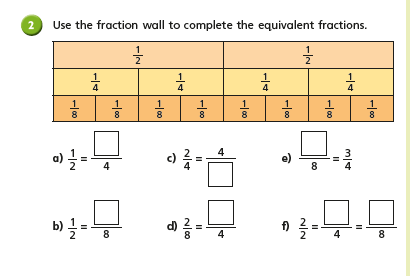 2 Use the fraction wall to complete the equivalent fractions.
1/2 1/2
1/4 1/4 1/4 1/4
1/8 1/8 1/8 1/8 1/8 1/8 1/8 1/8
a) 1/2 = □/4 c) 2/4 = 4/□ e) □/8 = 3/4
b) 1/2 = □/8 d) 2/8 = □/4 f) 2/2 = □/4 = □/8